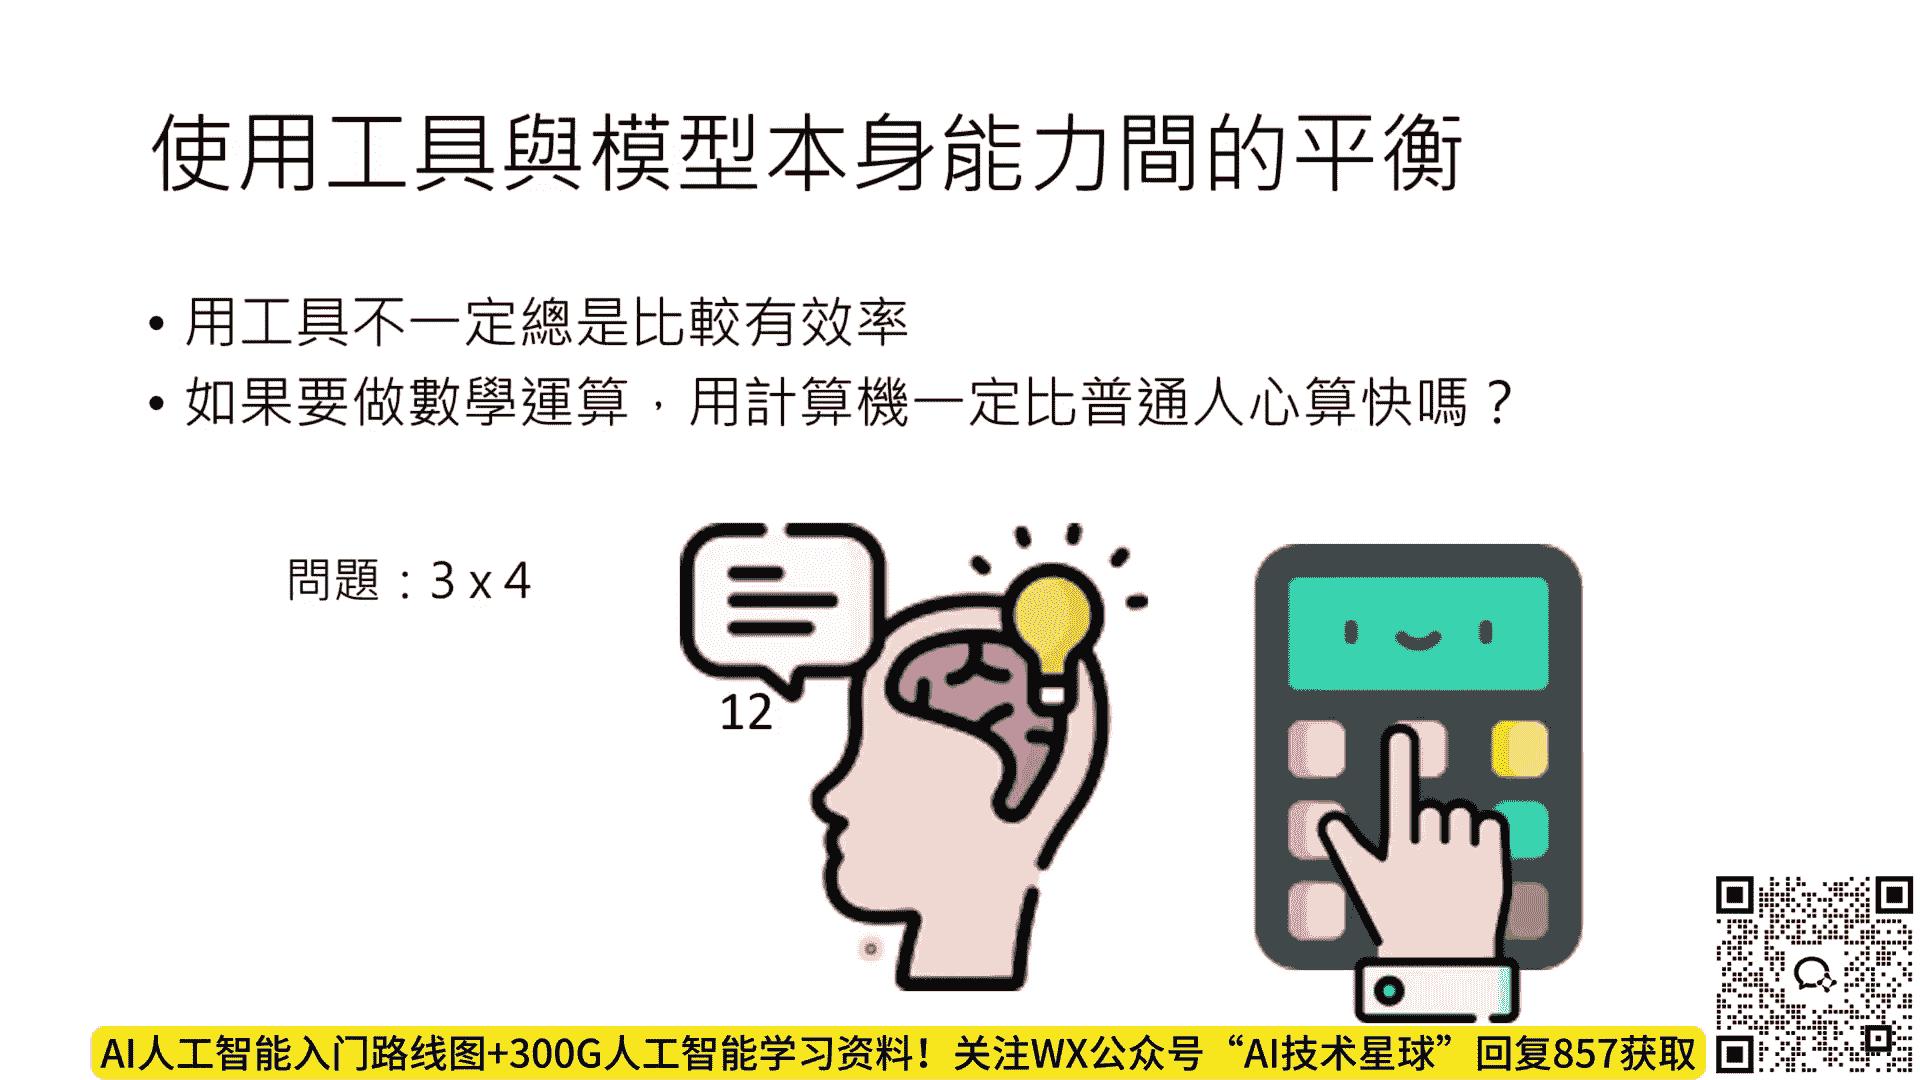 使用工具與模型本身能力間的平衡
• 用工具不一定總是比較有效率
• 如果要做數學運算，用計算機一定比普通人心算快嗎？
問題：3 x 4
12
AI人工智能入门路线图+300G人工智能学习资料！关注WX公众号“AI技术星球”回复857获取